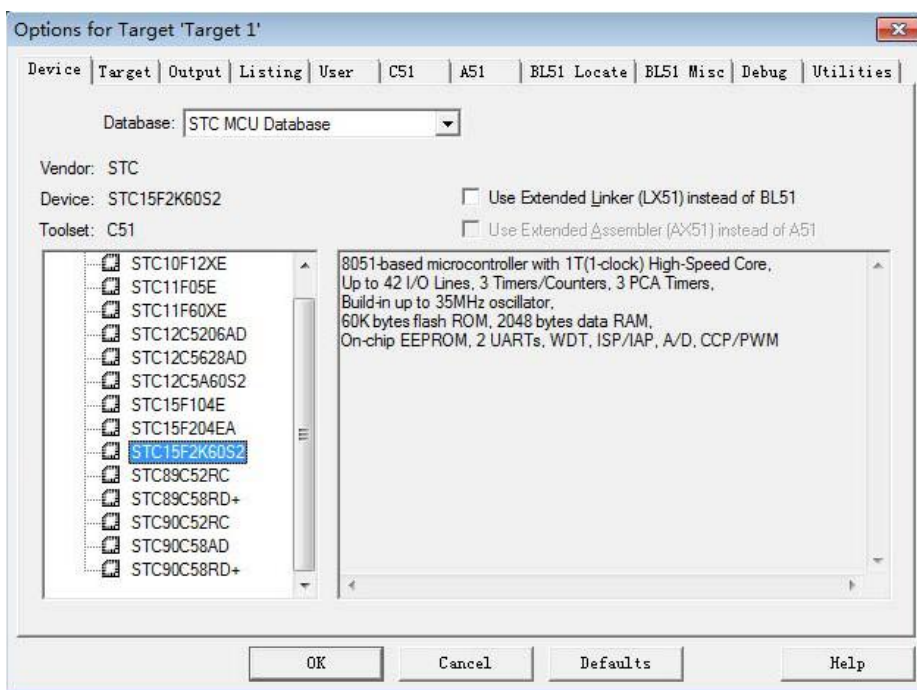 Options for Target 'Target 1'
Device Target Output Listing User C51 A51 BL51 Locate BL51 Misc Debug Utilities
Database: STC MCU Database
Vendor: STC
Device: STC15F2K60S2
Use Extended Linker (LX51) instead of BL51
Toolset: C51
Use Extended Assembler (AX51) instead of A51
STC10F12XE
STC11F05E
STC11F60XE
STC12C5206AD
STC12C5628AD
STC12C5A60S2
STC15F104E
STC15F204EA
STC15F2K60S2
STC89C52RC
STC89C58RD+
STC90C52RC
STC90C58AD
STC90C58RD+
8051-based microcontroller with 1T(1-clock) High-Speed Core,
Up to 42 I/O Lines, 3 Timers/Counters, 3 PCA Timers,
Build-in up to 35MHz oscillator,
60K bytes flash ROM, 2048 bytes data RAM,
On-chip EEPROM, 2 UARTs, WDT, ISP/IAP, A/D, CCP/PWM
OK Cancel Defaults Help